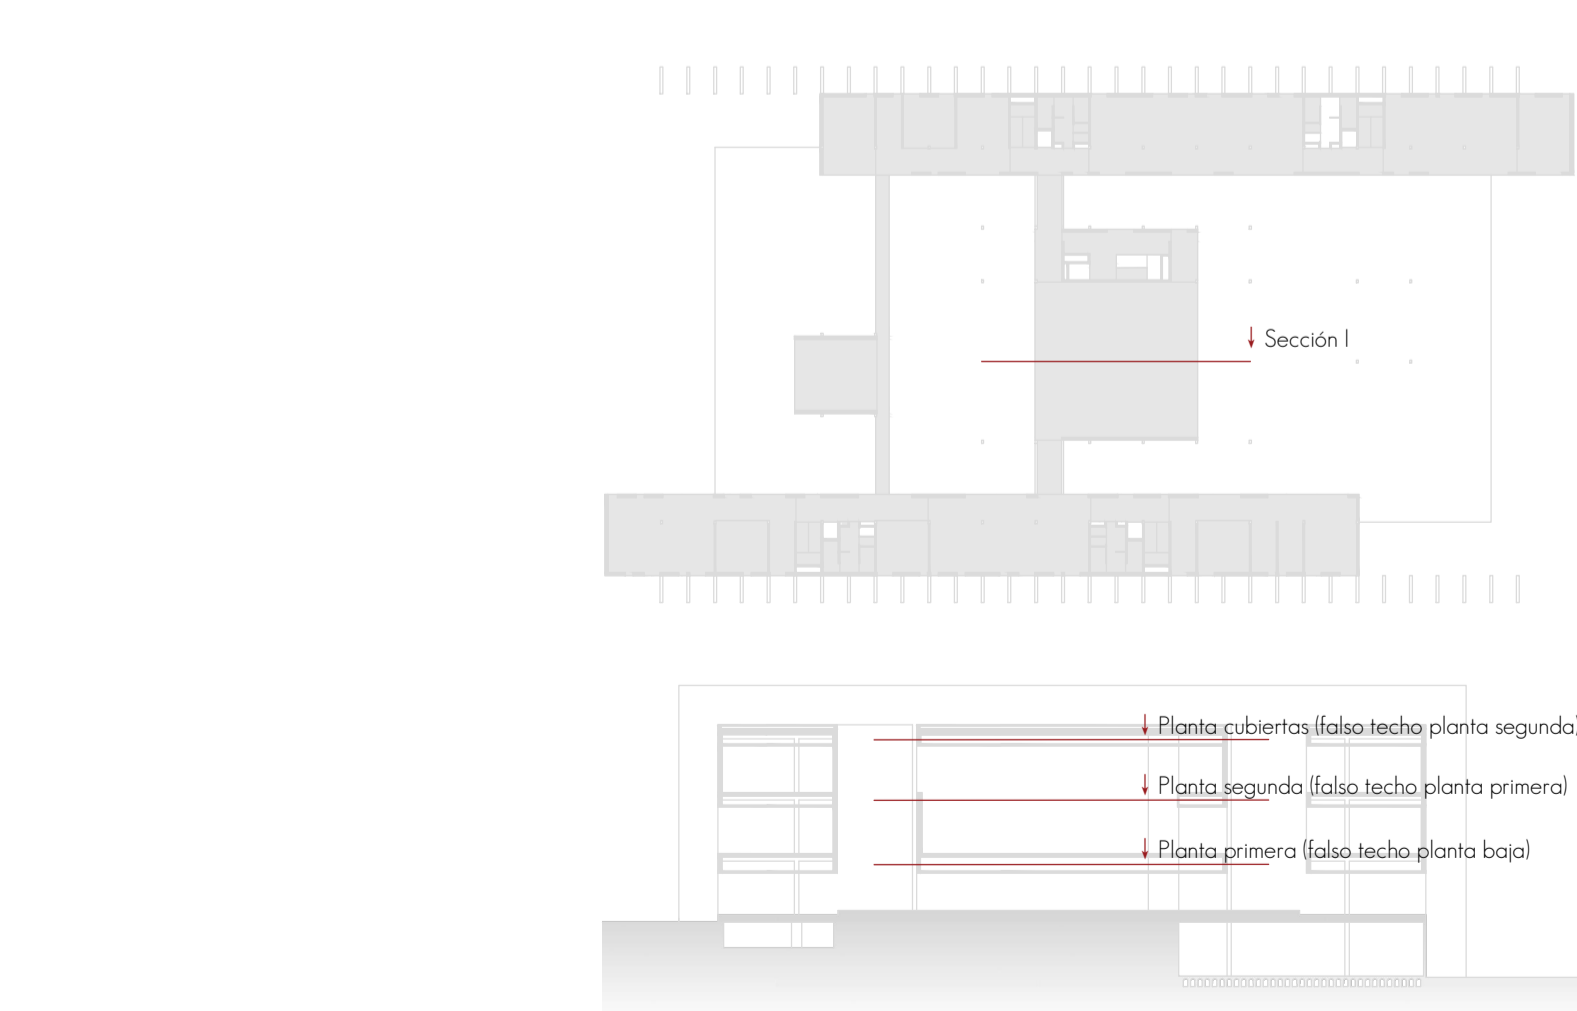 Sección I
Planta cubiertas (falso techo planta segunda)
Planta segunda (falso techo planta primera)
Planta primera (falso techo planta baja)